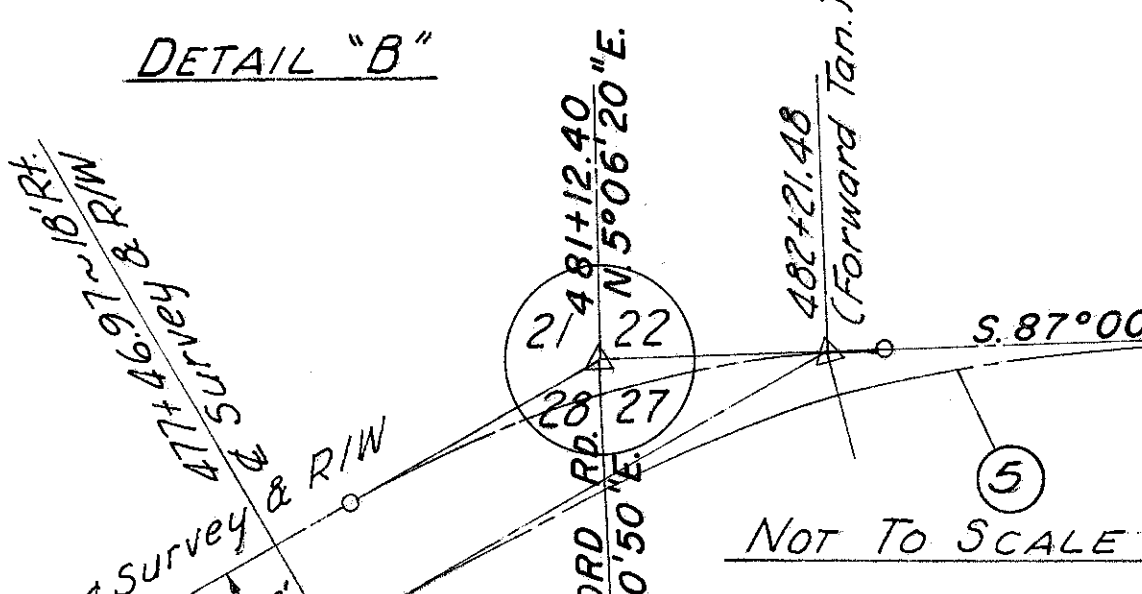 DETAIL "B"
477+46.97~18'Rt.
℄ Survey & R/W
481+12.40
N. 5°06'20"E.
482+21.48
(Forward Tan.)
21 22
28 27
S. 87°00
Survey & R/W
RD.
0'50"E.
5
NOT TO SCALE